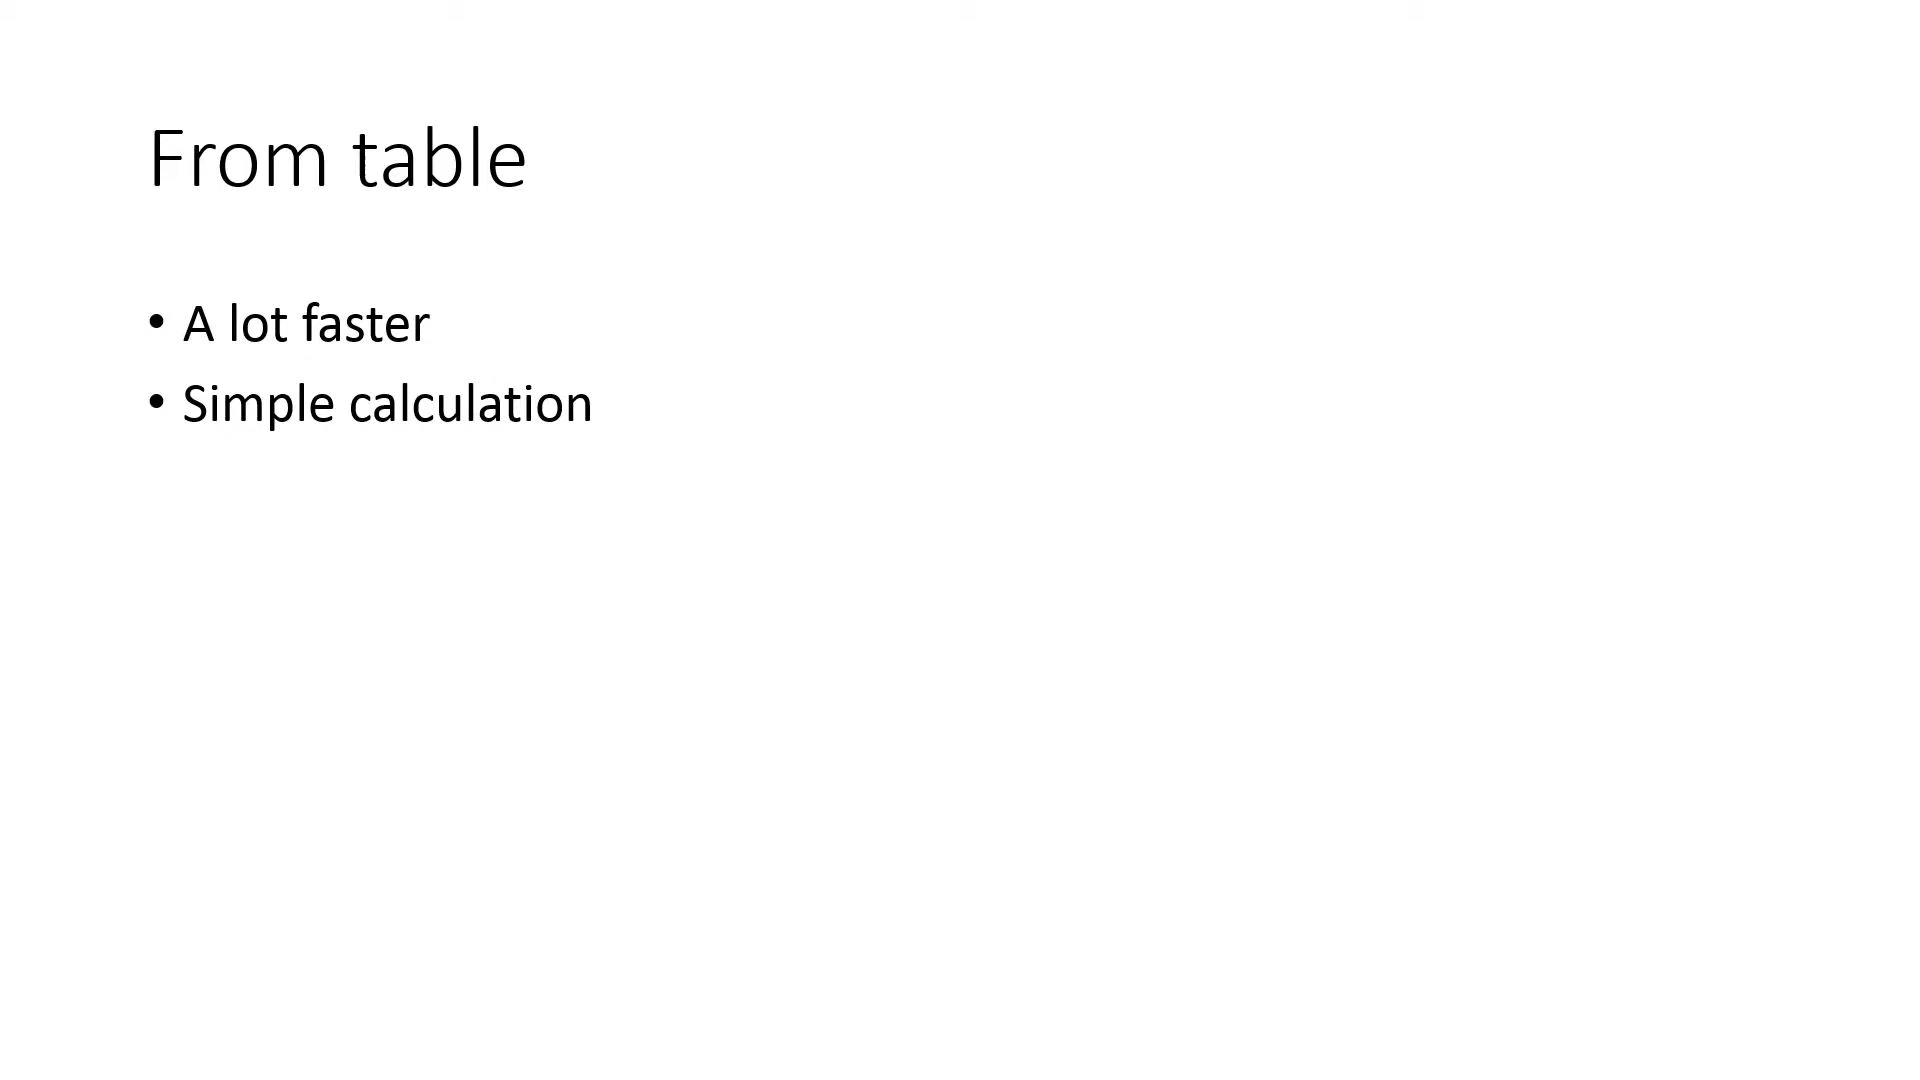 From table
• A lot faster
• Simple calculation